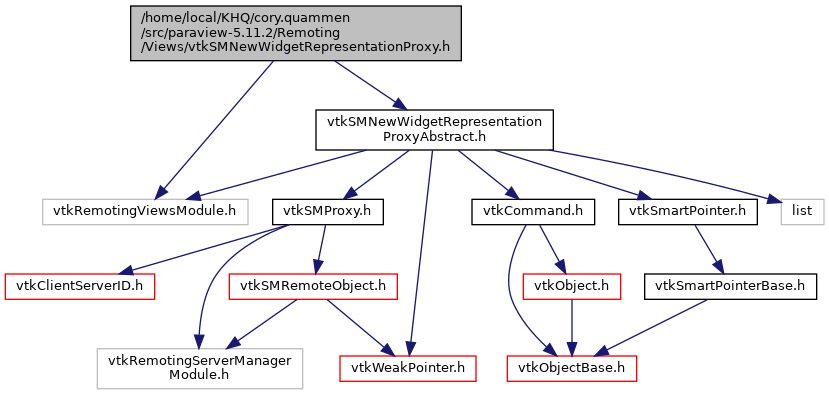 /home/local/KHQ/cory.quammen
/src/paraview-5.11.2/Remoting
/Views/vtkSMNewWidgetRepresentationProxy.h
vtkSMNewWidgetRepresentation
ProxyAbstract.h
vtkRemotingViewsModule.h
vtkSMProxy.h
vtkCommand.h
vtkSmartPointer.h
list
vtkClientServerID.h
vtkSMRemoteObject.h
vtkObject.h
vtkSmartPointerBase.h
vtkRemotingServerManager
Module.h
vtkWeakPointer.h
vtkObjectBase.h